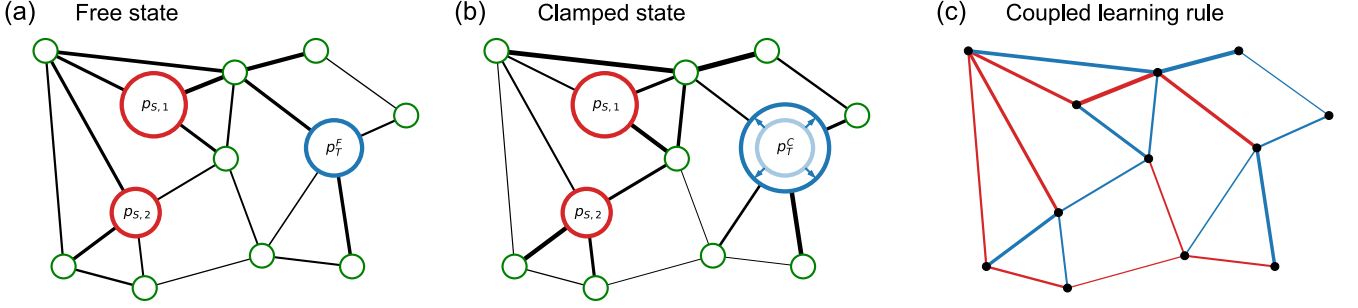 (a) Free state
(b) Clamped state
(c) Coupled learning rule
p_{S,1}
p_T^F
p_{S,2}
p_{S,1}
p_T^C
p_{S,2}